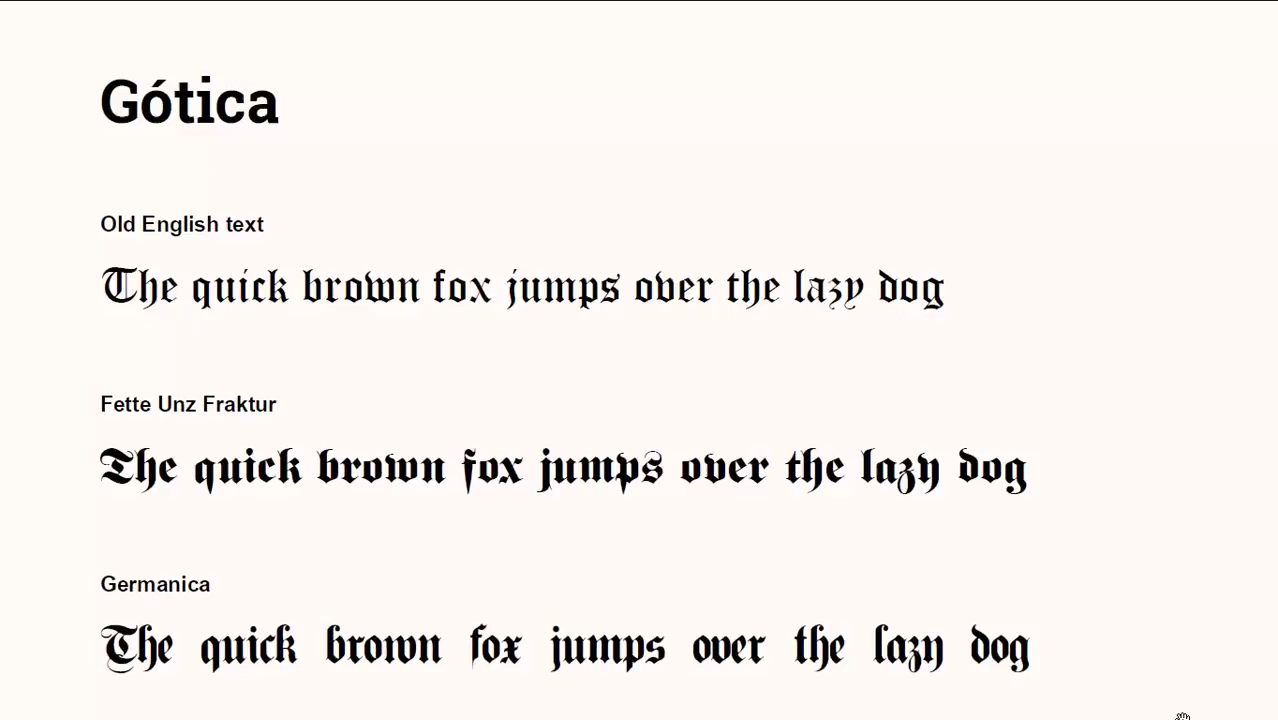 Gótica
Old English text
The quick brown fox jumps over the lazy dog
Fette Unz Fraktur
The quick brown fox jumps over the lazy dog
Germanica
The quick brown fox jumps over the lazy dog